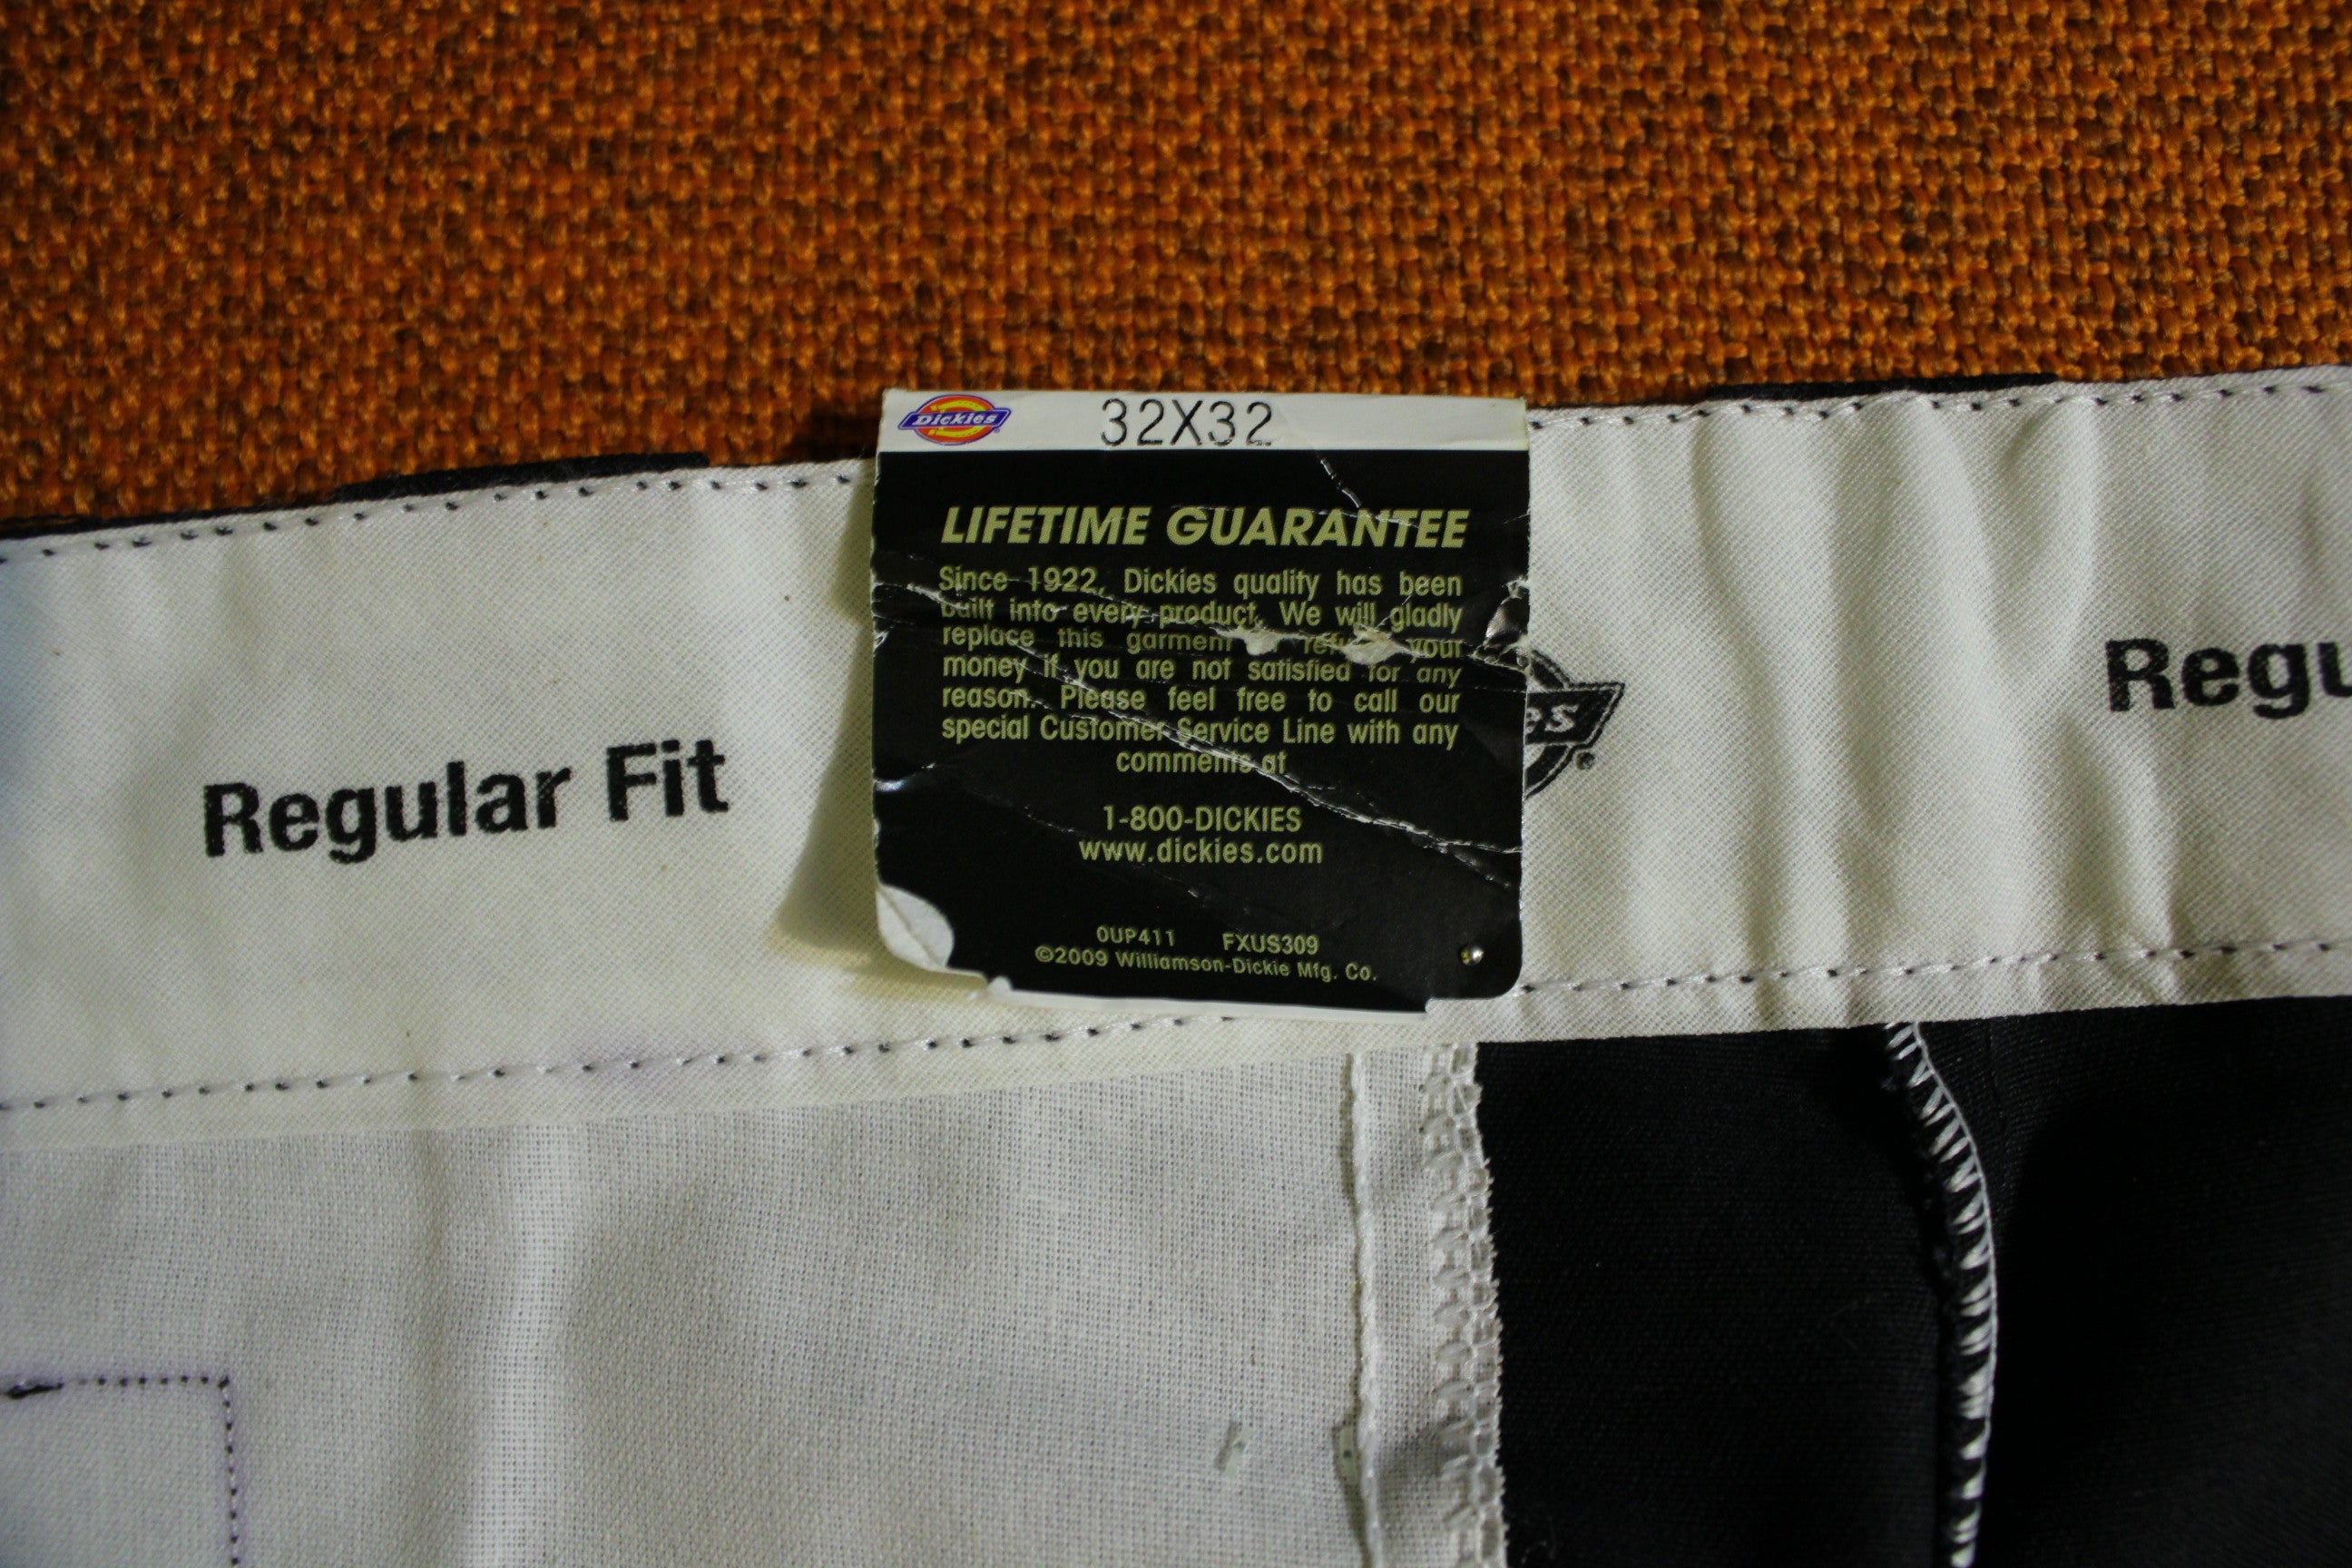 Dickies
32X32
LIFETIME GUARANTEE
Since 1922, Dickies quality has been
built into every product. We will gladly
replace this garment your
money if you are not satisfied for any
reason. Please feel free to call our
special Customer Service Line with any
comments at
1-800-DICKIES
www.dickies.com
0UP411 FXUS309
©2009 Williamson-Dickie Mfg. Co.
Regular Fit
es
Regu